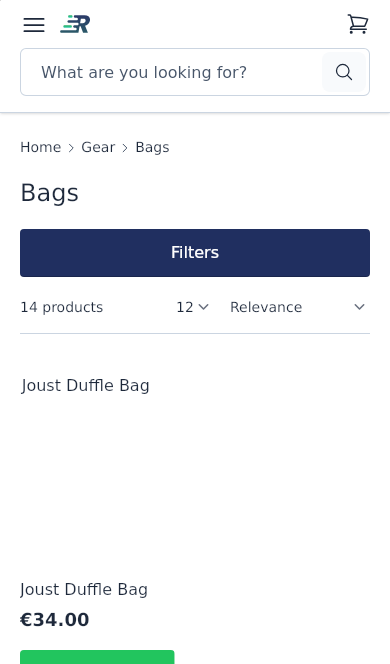 R
What are you looking for?
Home > Gear > Bags
Bags
Filters
14 products 12 Relevance
Joust Duffle Bag
Joust Duffle Bag
€34.00